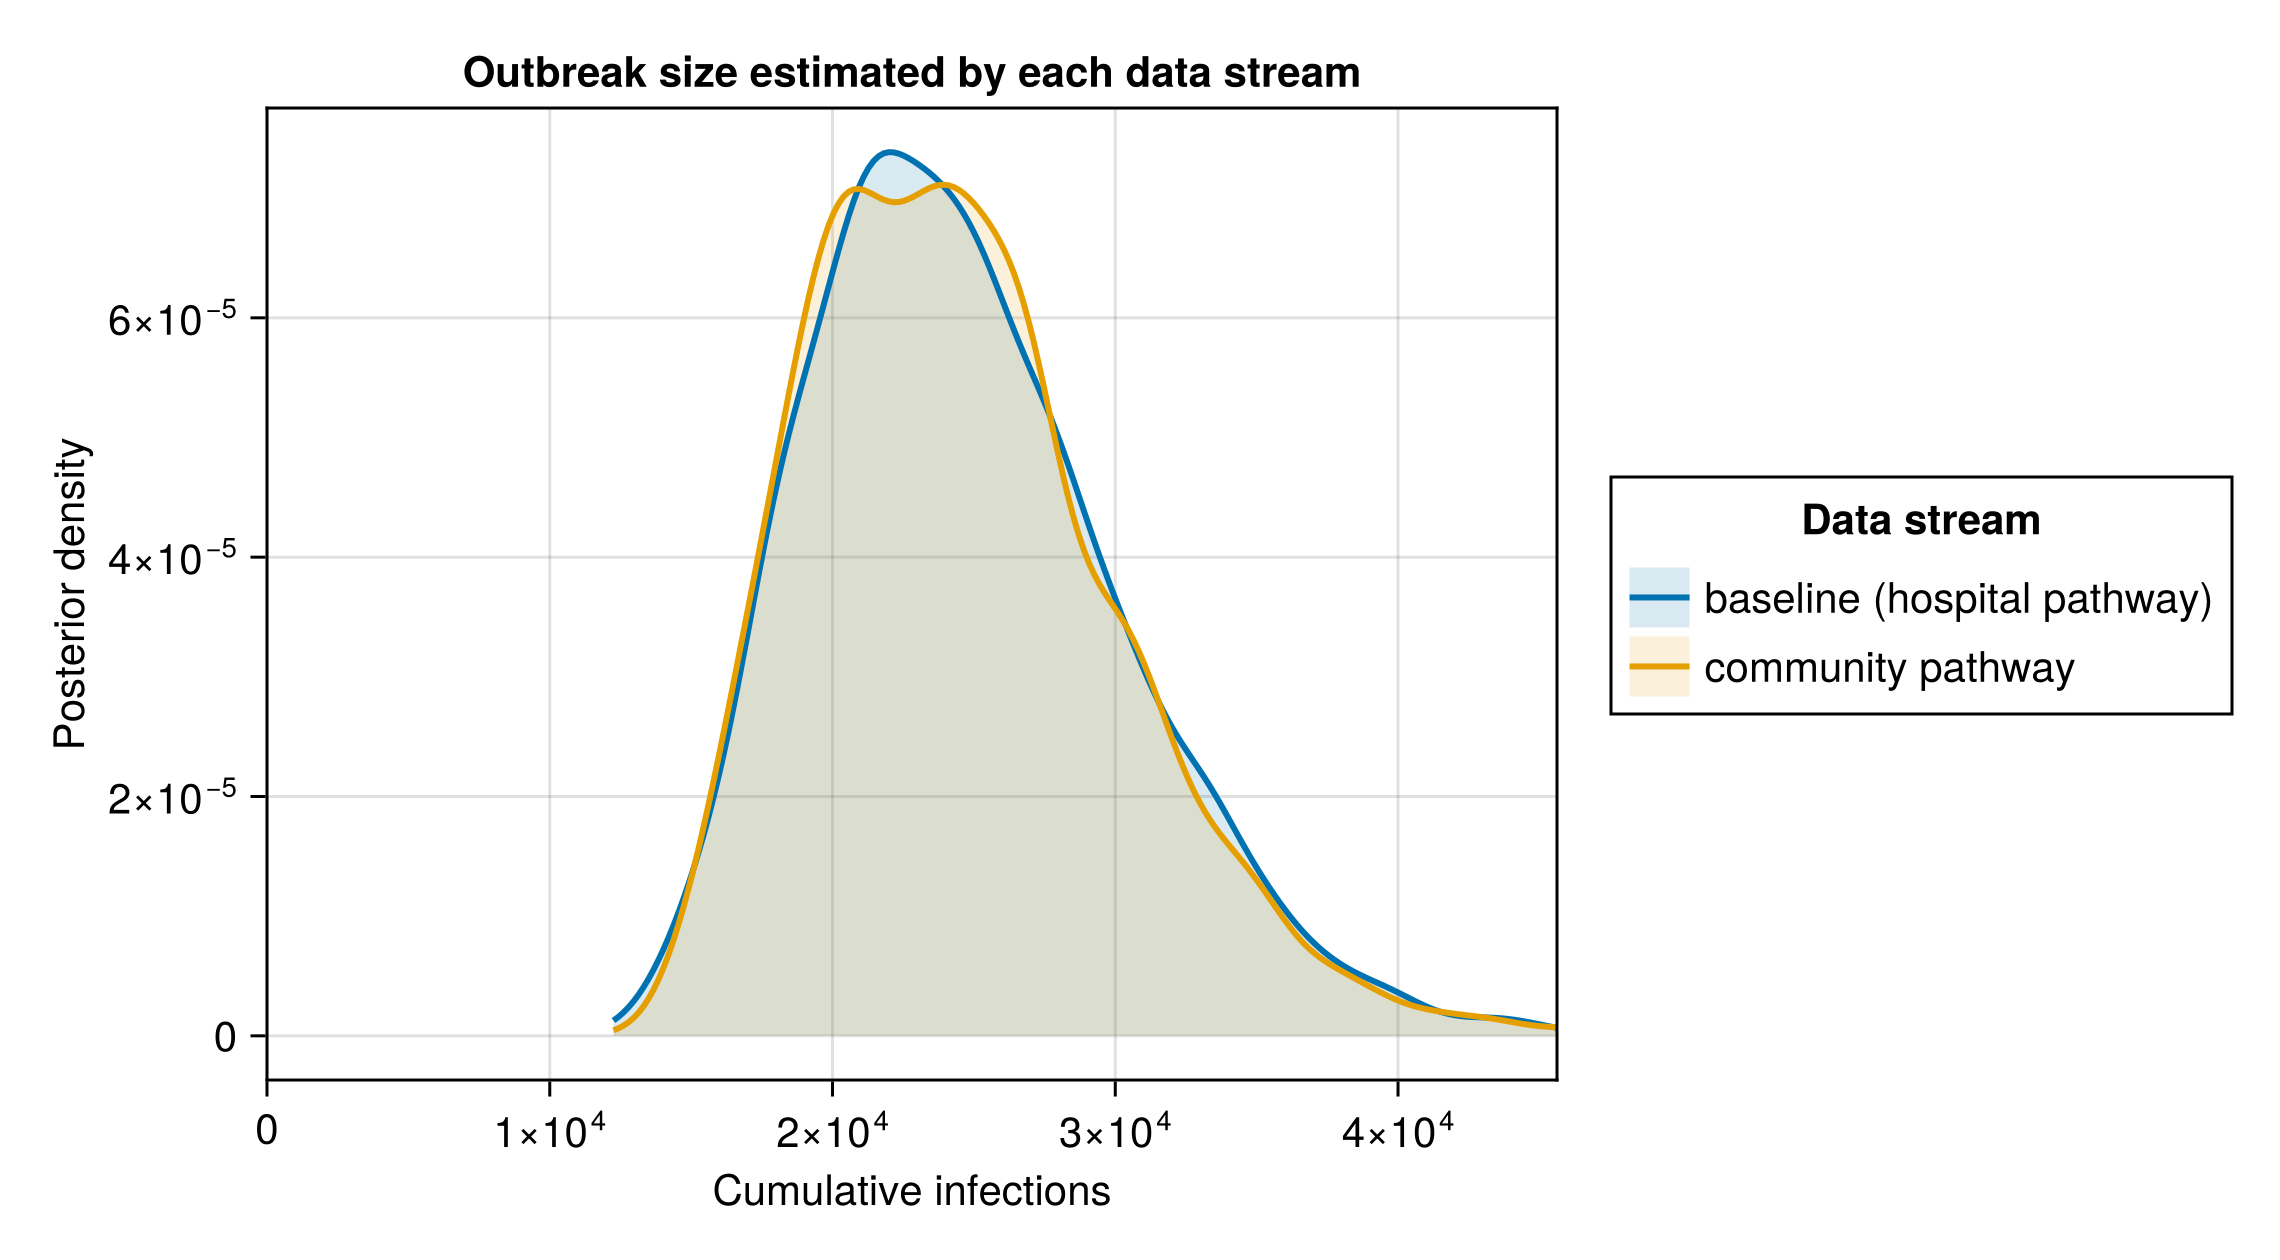 Outbreak size estimated by each data stream
Posterior density
6×10⁻⁵
4×10⁻⁵
2×10⁻⁵
0
0
1×10⁴
2×10⁴
3×10⁴
4×10⁴
Cumulative infections
Data stream
baseline (hospital pathway)
community pathway